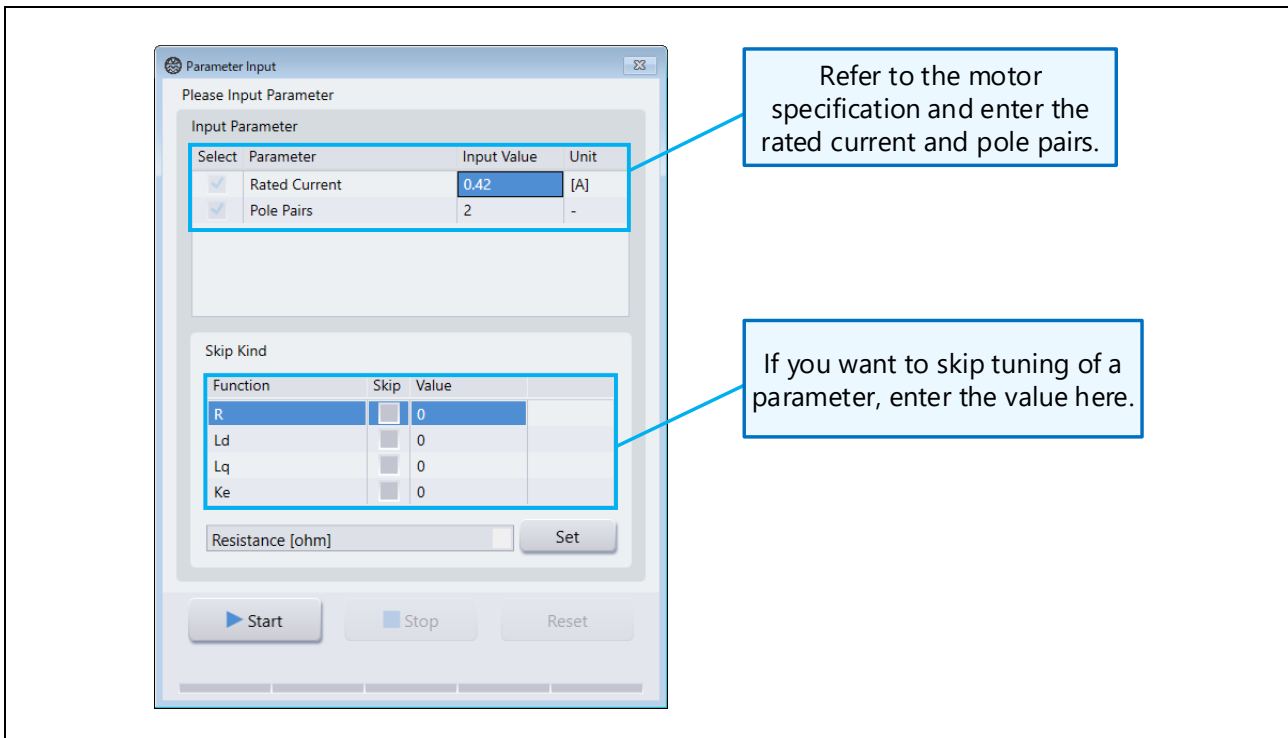 Parameter Input
Please Input Parameter
Input Parameter
Select Parameter Input Value Unit
Rated Current 0.42 [A]
Pole Pairs 2 -
Skip Kind
Function Skip Value
R 0
Ld 0
Lq 0
Ke 0
Resistance [ohm] Set
Start Stop Reset
Refer to the motor
specification and enter the
rated current and pole pairs.
If you want to skip tuning of a
parameter, enter the value here.